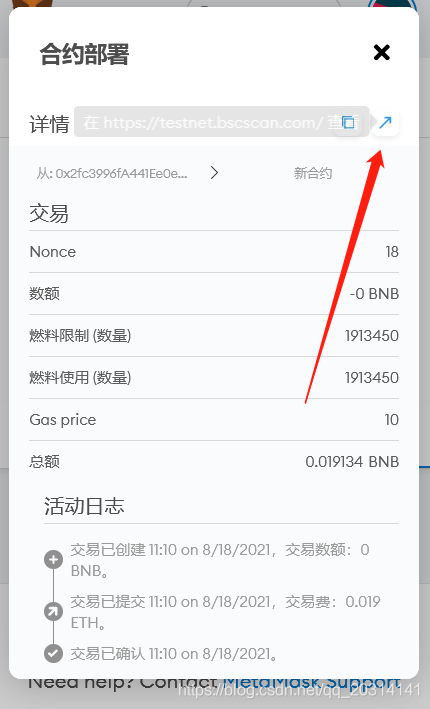 合约部署
详情
在 https://testnet.bscscan.com/ 查看
从: 0x2fc3996fA441Ee0e...
新合约
交易
Nonce 18
数额 -0 BNB
燃料限制 (数量) 1913450
燃料使用 (数量) 1913450
Gas price 10
总额 0.019134 BNB
活动日志
交易已创建 11:10 on 8/18/2021，交易数额：0
BNB。
交易已提交 11:10 on 8/18/2021，交易费：0.019
ETH。
交易已确认 11:10 on 8/18/2021。
Need help? Contact MetaMask Support
https://blog.csdn.net/qq_20314141